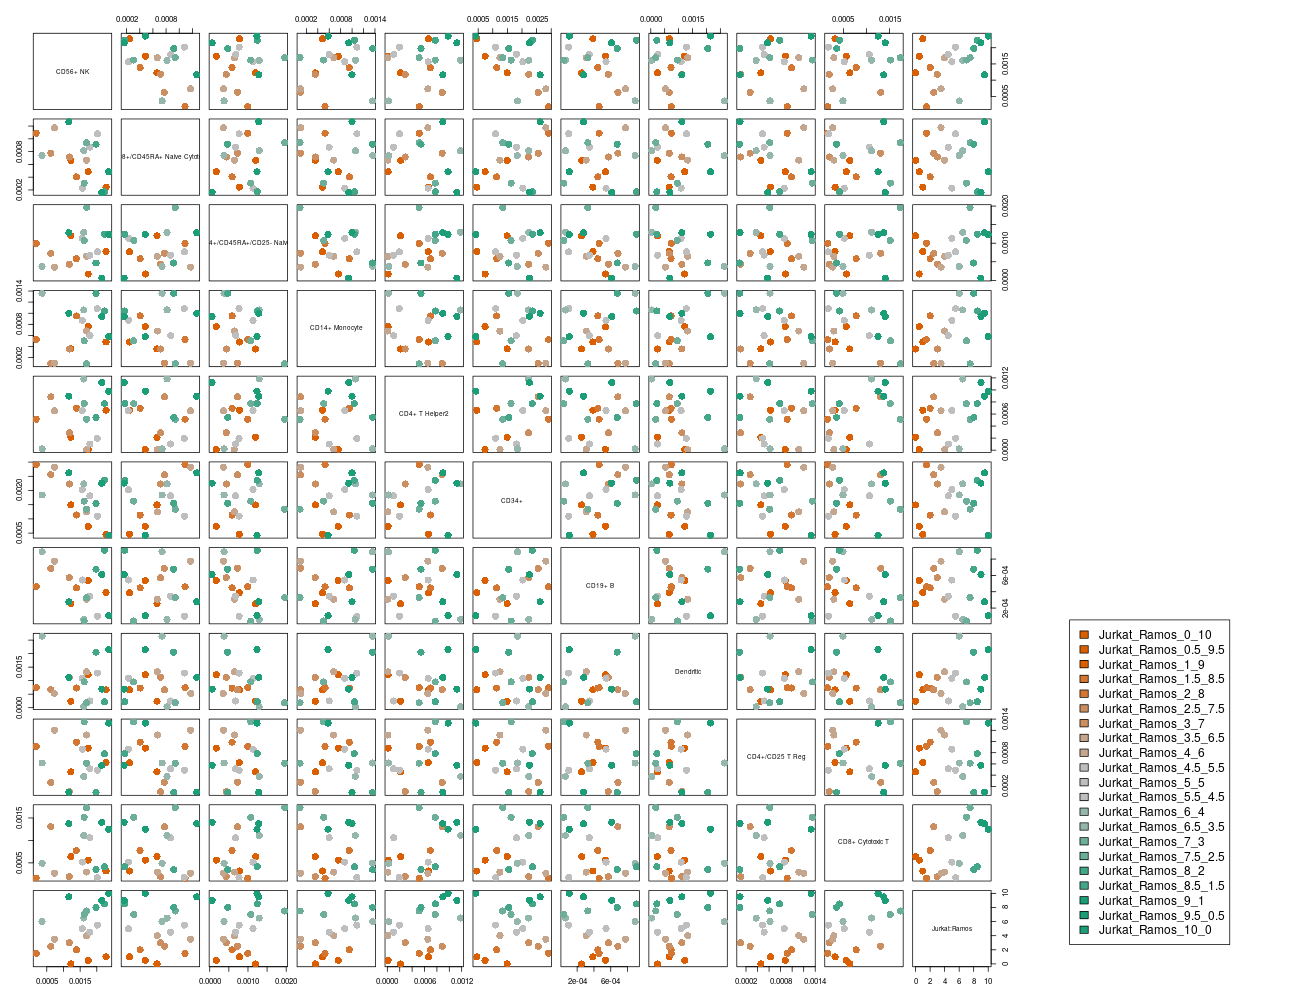 0.0002 0.0008 0.0002 0.0008 0.0014 0.0005 0.0015 0.0025 0.0000 0.0015 0.0005 0.0015
CD56+ NK
0.0005 0.0015
8+/CD45RA+ Naive Cytot
0.0002 0.0008
4+/CD45RA+/CD25- Naiv
0.0000 0.0010 0.0020
CD14+ Monocyte
0.0002 0.0008 0.0014
CD4+ T Helper2
0.0000 0.0006 0.0012
CD34+
0.0005 0.0020
CD19+ B
2e-04 6e-04
Dendritic
0.0000 0.0015
CD4+/CD25 T Reg
0.0002 0.0008 0.0014
CD8+ Cytotoxic T
0.0005 0.0015
Jurkat:Ramos
0 2 4 6 8 10
0.0005 0.0015 0.0000 0.0010 0.0020 0.0000 0.0006 0.0012 2e-04 6e-04 0.0002 0.0008 0.0014 0 2 4 6 8 10
Jurkat_Ramos_0_10
Jurkat_Ramos_0.5_9.5
Jurkat_Ramos_1_9
Jurkat_Ramos_1.5_8.5
Jurkat_Ramos_2_8
Jurkat_Ramos_2.5_7.5
Jurkat_Ramos_3_7
Jurkat_Ramos_3.5_6.5
Jurkat_Ramos_4_6
Jurkat_Ramos_4.5_5.5
Jurkat_Ramos_5_5
Jurkat_Ramos_5.5_4.5
Jurkat_Ramos_6_4
Jurkat_Ramos_6.5_3.5
Jurkat_Ramos_7_3
Jurkat_Ramos_7.5_2.5
Jurkat_Ramos_8_2
Jurkat_Ramos_8.5_1.5
Jurkat_Ramos_9_1
Jurkat_Ramos_9.5_0.5
Jurkat_Ramos_10_0